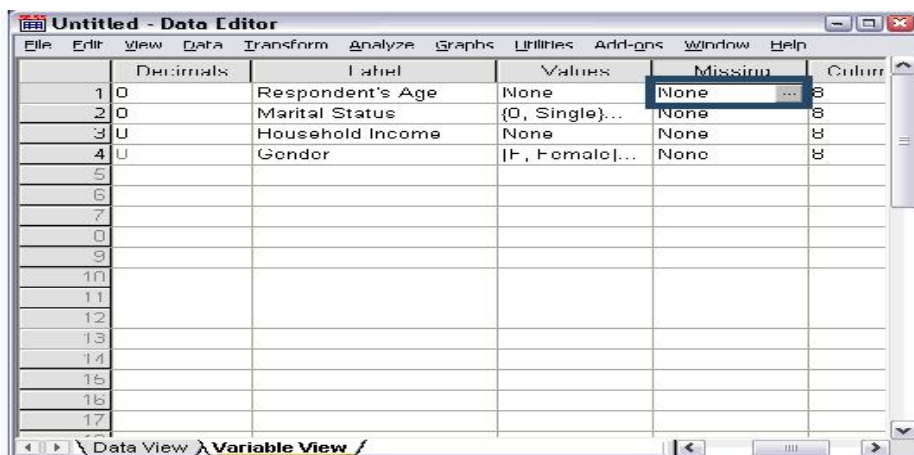 Untitled - Data Editor
File Edit View Data Transform Analyze Graphs Utilities Add-ons Window Help
Decimals Label Values Missing Colum
1 0 Respondent's Age None None ... 8
2 0 Marital Status {0, Single}... None 8
3 0 Household Income None None 8
4 0 Gender {F, Female}... None 8
5
6
7
8
9
10
11
12
13
14
15
16
17
Data View Variable View